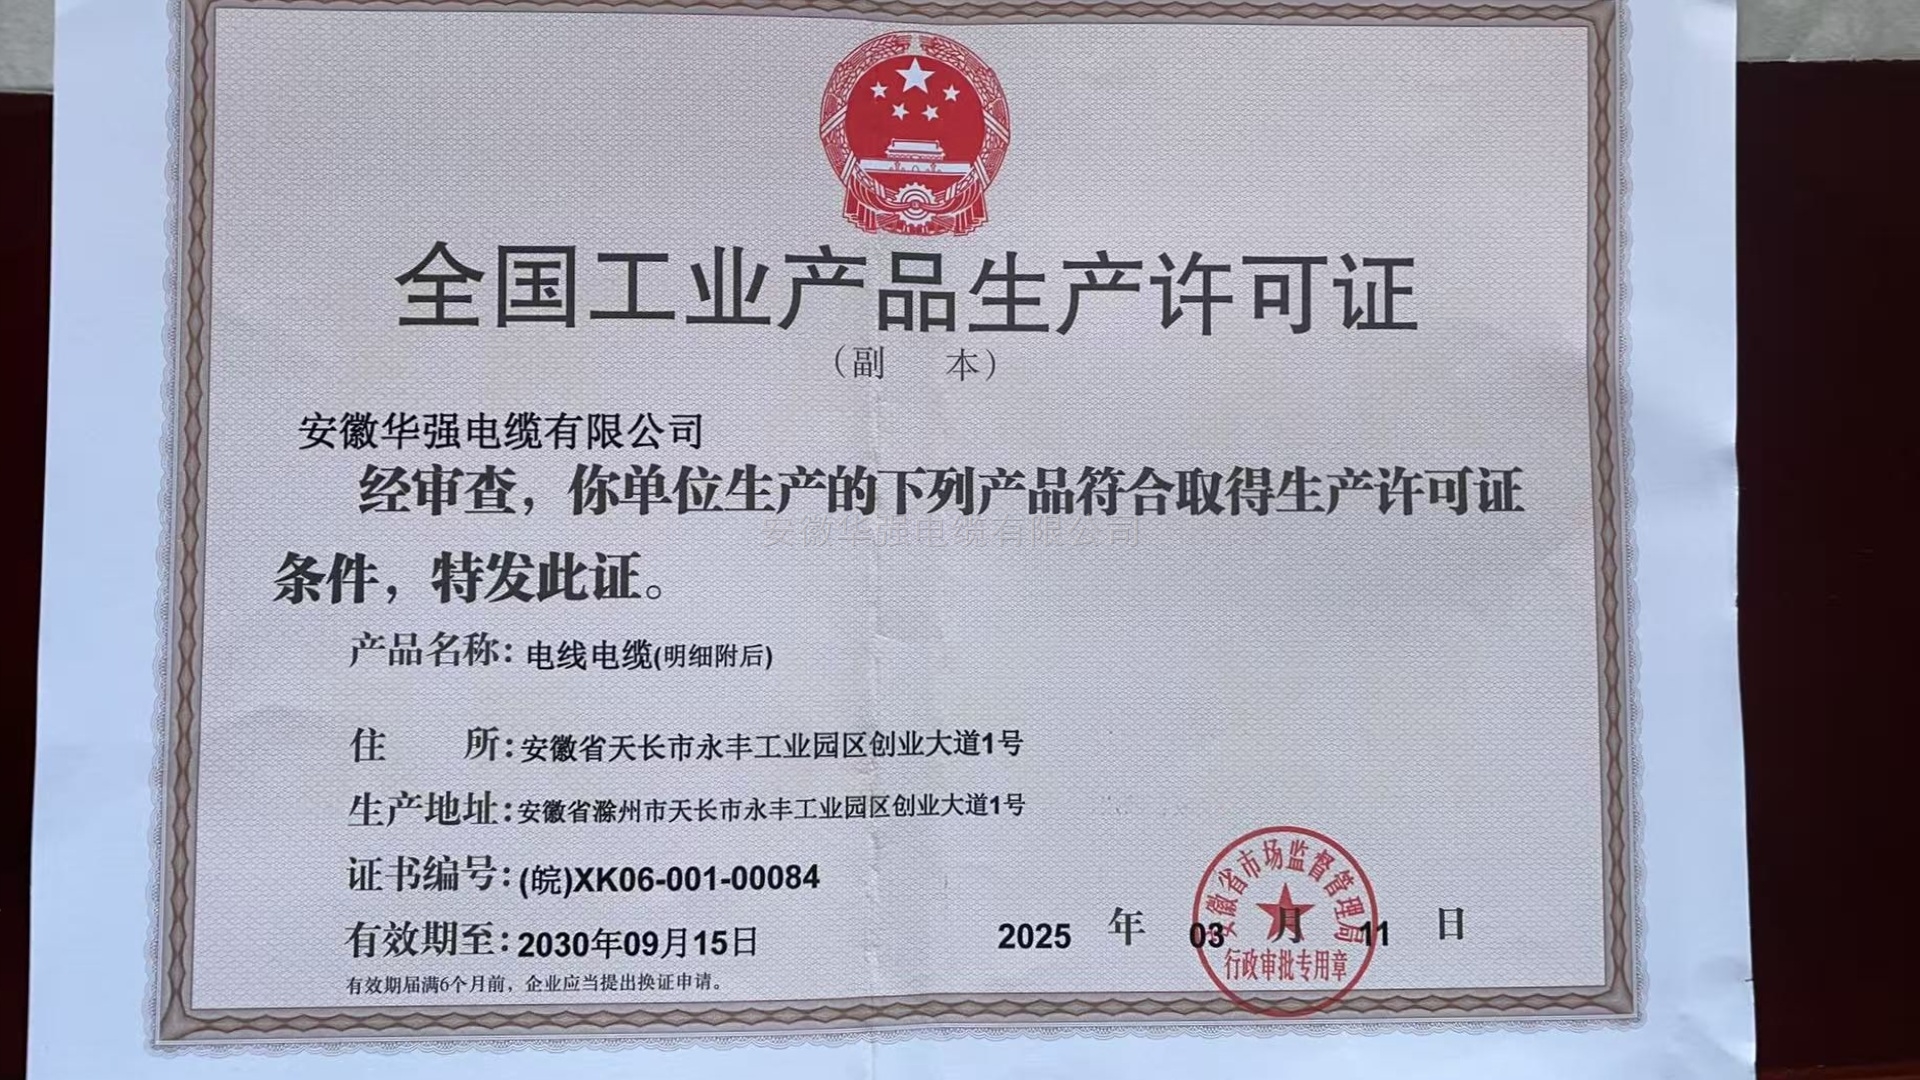 全国工业产品生产许可证
（副 本）
安徽华强电缆有限公司
经审查，你单位生产的下列产品符合取得生产许可证
安徽华强电缆有限公司
条件，特发此证。
产品名称：电线电缆(明细附后)
住 所：安徽省天长市永丰工业园区创业大道1号
生产地址：安徽省滁州市天长市永丰工业园区创业大道1号
证书编号：(皖)XK06-001-00084
有效期至：2030年09月15日
2025 年 03 月 11 日
有效期届满6个月前，企业应当提出换证申请。
安徽省市场监督管理局
行政审批专用章